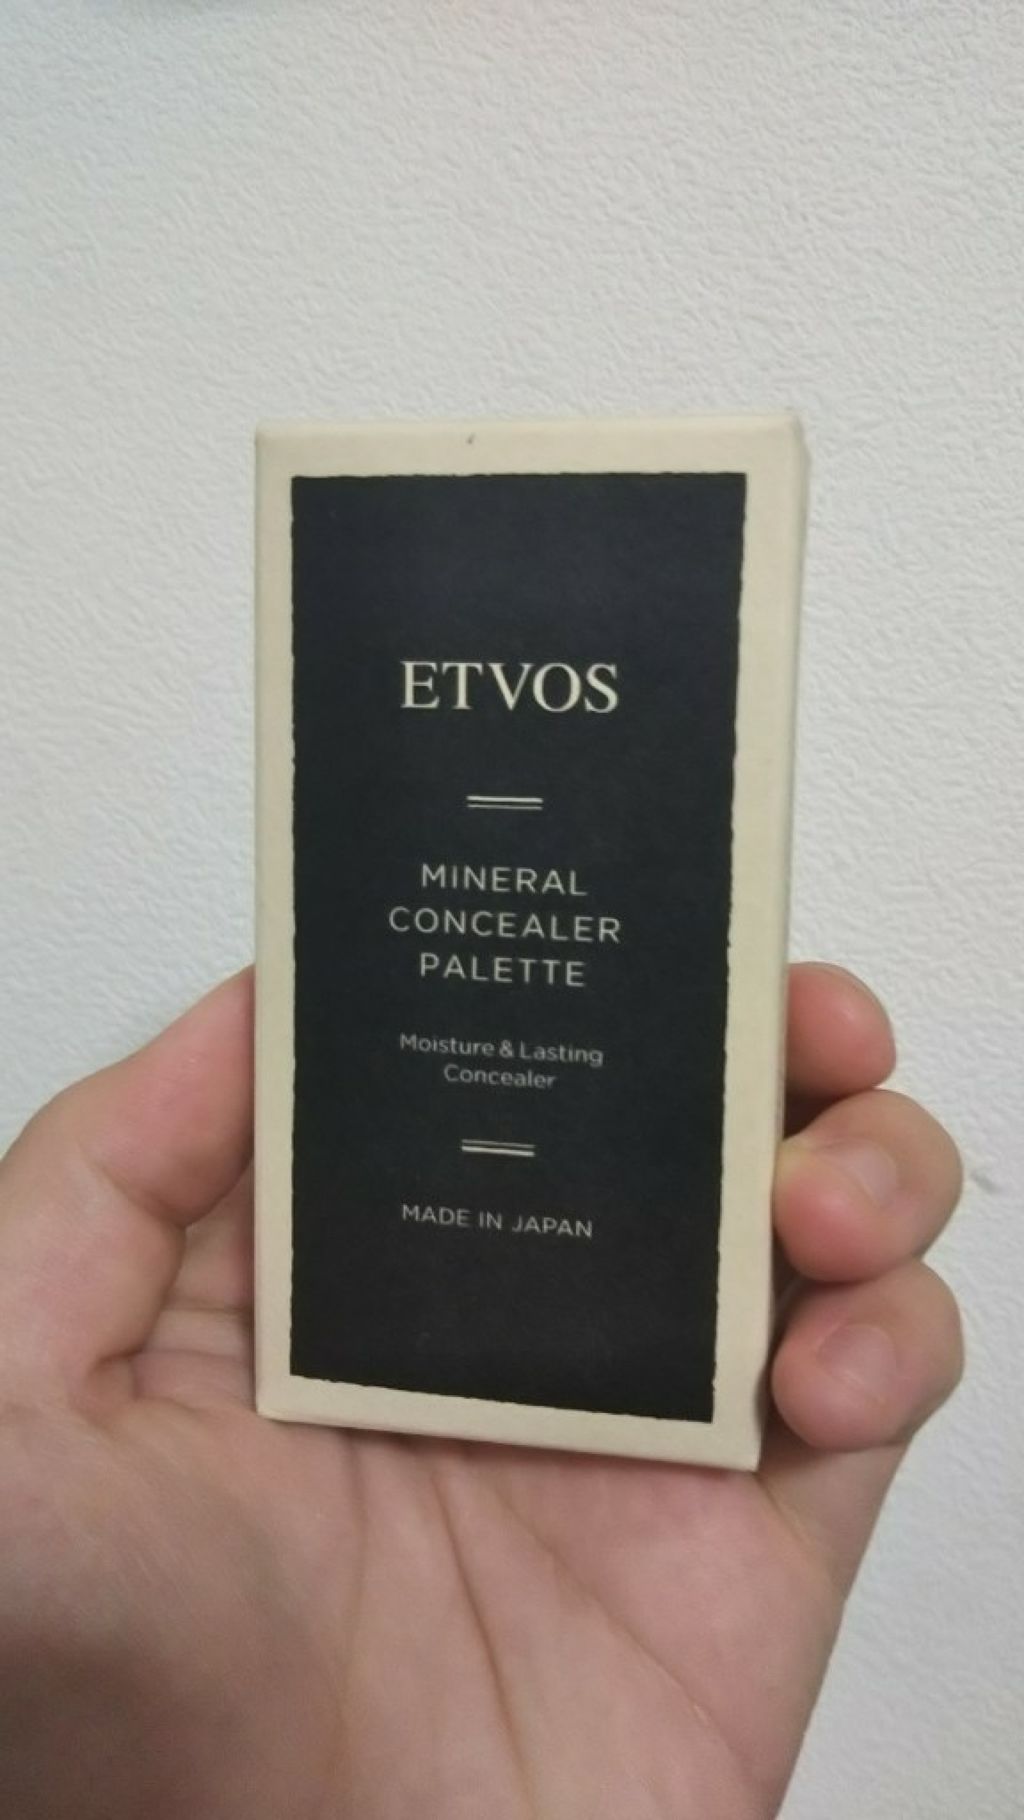 ETVOS
MINERAL
CONCEALER
PALETTE
Moisture & Lasting
Concealer
MADE IN JAPAN